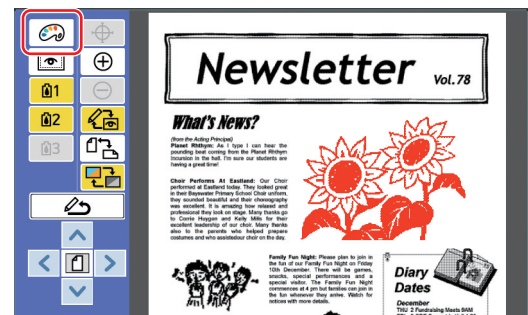 1
2
3
Newsletter
Vol.78
What's News?
(from the Acting Principal)
Planet Rhthym: As I type I can hear the
pounding beat coming from the Planet Rhthym
incursion in the hall. I'm sure our students are
having a great time!
Choir Performs At Eastland: Our Choir
performed at Eastland today. They looked great
in their Bayswater Primary School Choir uniform,
they sounded beautiful and their choreography
was excellent. It is amazing how relaxed and
professional they look on stage. Many thanks go
to Corrie Huygen and Kelly Mills for their
excellent leadership of our choir. Many thanks
also to the parents who helped prepare
costumes and who assistedour choir on the day.
Family Fun Night: Please plan to join in
the fun of our Family Fun Night on Friday
10th December. There will be games,
snacks, special performances and a
special visitor. The Family Fun Night
commences at 4 pm but families can join in
the fun whenever they arrive. Watch for
notices with more details.
Diary
Dates
December
THU 2 Fundraising Meets 9AM